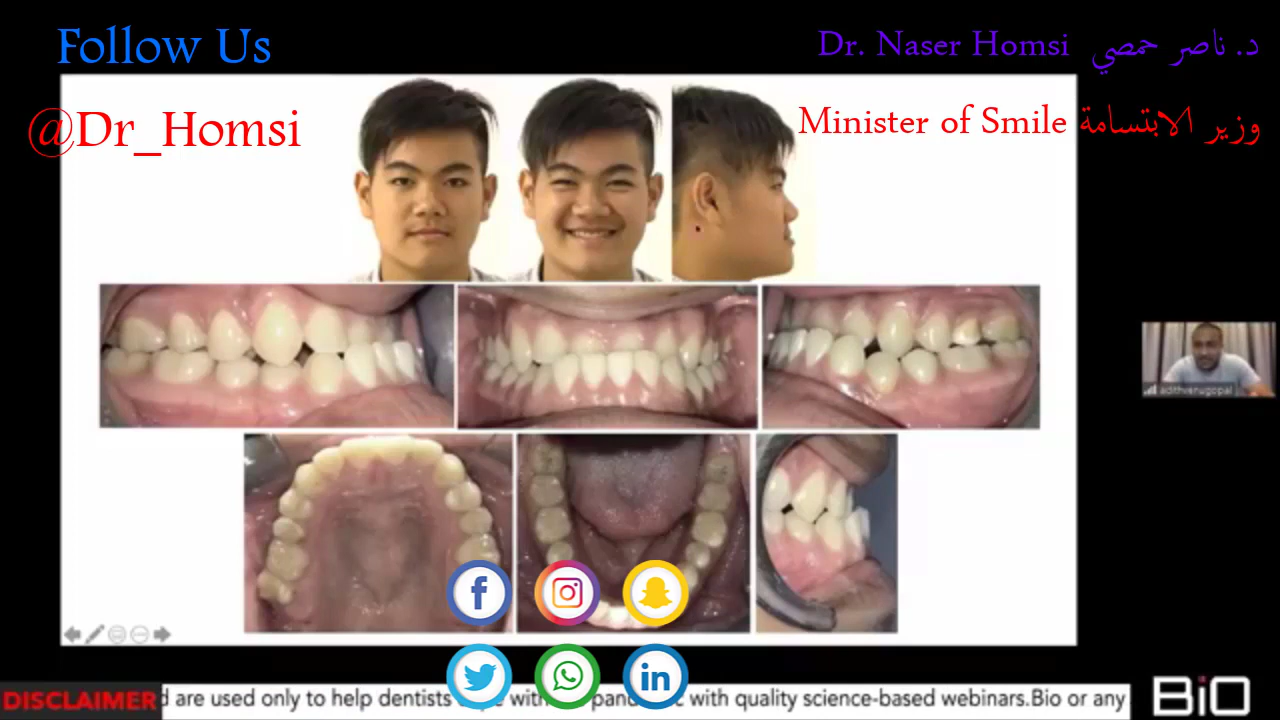 Follow Us
Dr. Naser Homsi د. ناصر حمصي
@Dr_Homsi
Minister of Smile وزير الابتسامة
adithvenugopal
DISCLAIMER
d are used only to help dentists with with quality science-based webinars.Bio or any
BiO